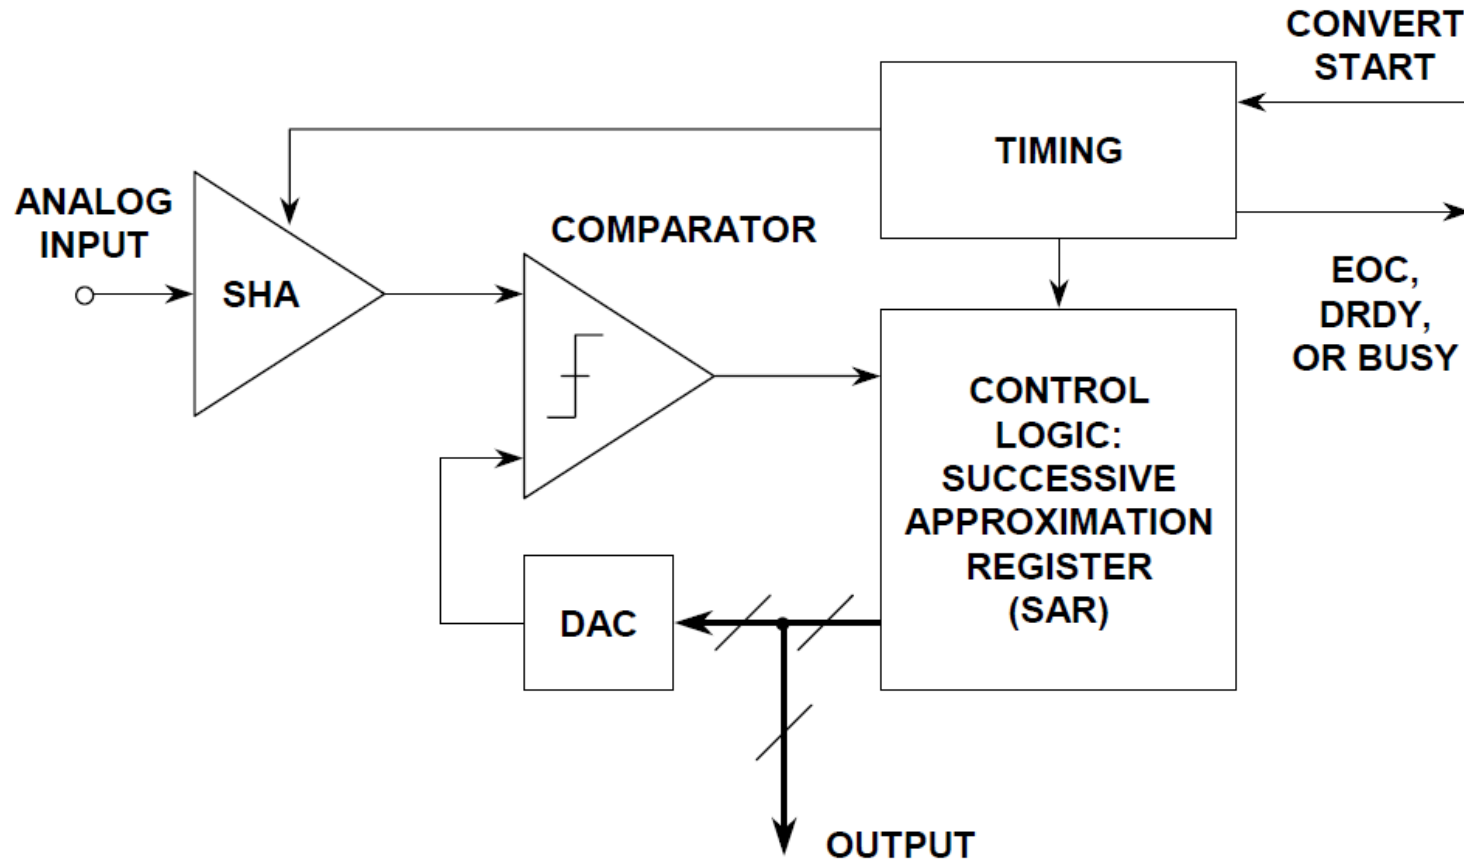 CONVERT
START
TIMING
ANALOG
INPUT
COMPARATOR
SHA
EOC,
DRDY,
OR BUSY
CONTROL
LOGIC:
SUCCESSIVE
APPROXIMATION
REGISTER
(SAR)
DAC
OUTPUT